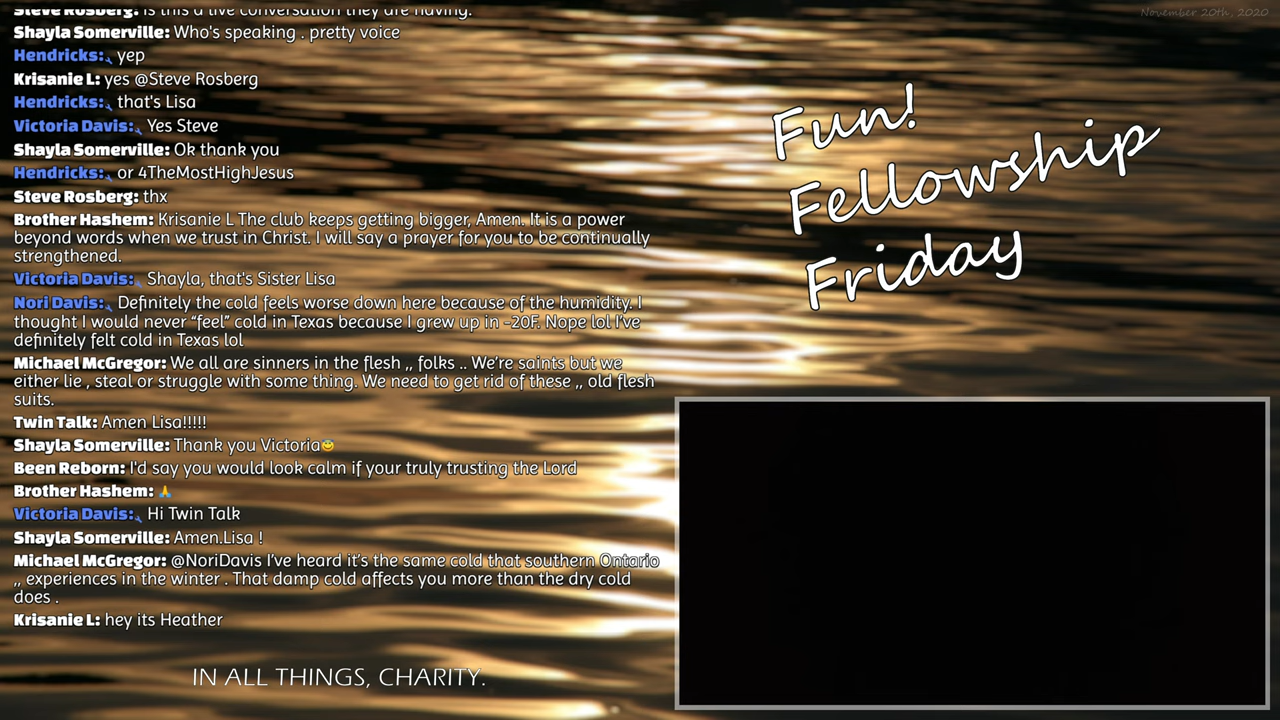 Steve Rosberg: Is this a live conversation they are having.
November 20th, 2020
Shayla Somerville: Who's speaking . pretty voice
Hendricks: yep
Krisanie L: yes @Steve Rosberg
Hendricks: that's Lisa
Victoria Davis: Yes Steve
Shayla Somerville: Ok thank you
Hendricks: or 4TheMostHighJesus
Steve Rosberg: thx
Brother Hashem: Krisanie L The club keeps getting bigger, Amen. It is a power
beyond words when we trust in Christ. I will say a prayer for you to be continually
strengthened.
Victoria Davis: Shayla, that's Sister Lisa
Nori Davis: Definitely the cold feels worse down here because of the humidity. I
thought I would never “feel” cold in Texas because I grew up in -20F. Nope lol I've
definitely felt cold in Texas lol
Michael McGregor: We all are sinners in the flesh ,, folks .. We're saints but we
either lie , steal or struggle with some thing. We need to get rid of these ,, old flesh
suits.
Twin Talk: Amen Lisa!!!!!
Shayla Somerville: Thank you Victoria😇
Been Reborn: I'd say you would look calm if your truly trusting the Lord
Brother Hashem: 🙏
Victoria Davis: Hi Twin Talk
Shayla Somerville: Amen.Lisa !
Michael McGregor: @NoriDavis I've heard it's the same cold that southern Ontario
,, experiences in the winter . That damp cold affects you more than the dry cold
does .
Krisanie L: hey its Heather
Fun!
Fellowship
Friday
IN ALL THINGS, CHARITY.